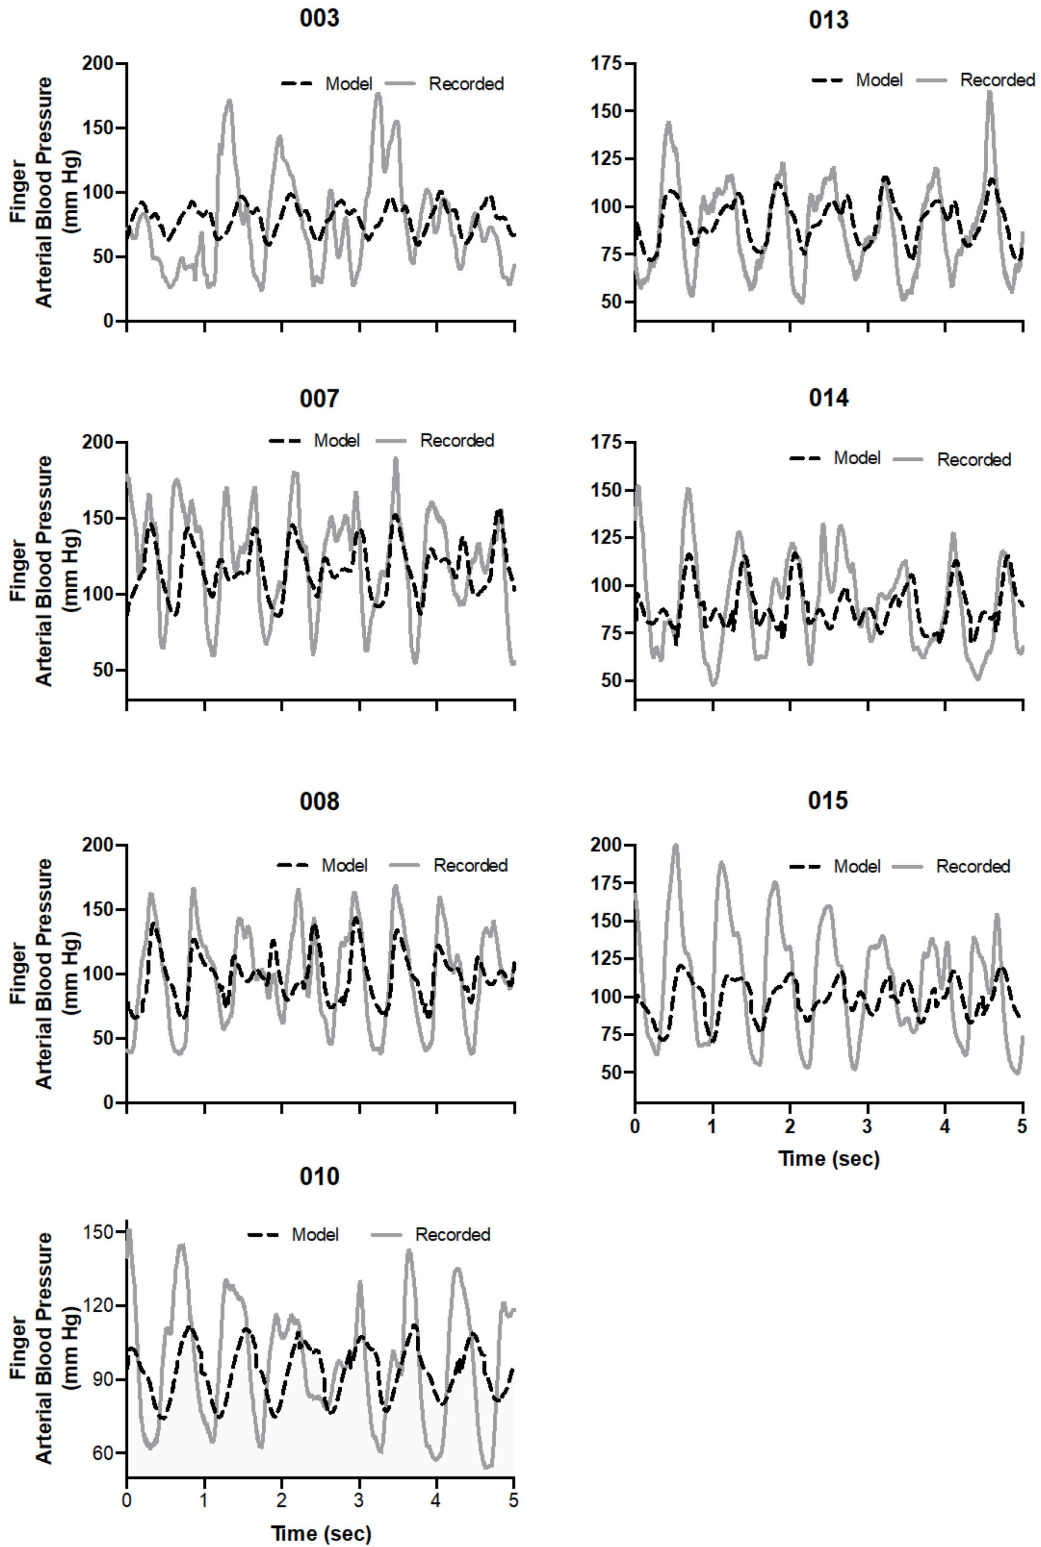 003
Finger
Arterial Blood Pressure
(mm Hg)
200
150
100
50
0
Model
Recorded
013
175
150
125
100
75
50
Model
Recorded
007
Finger
Arterial Blood Pressure
(mm Hg)
200
150
100
50
Model
Recorded
014
175
150
125
100
75
50
Model
Recorded
008
Finger
Arterial Blood Pressure
(mm Hg)
200
150
100
50
0
Model
Recorded
015
200
175
150
125
100
75
50
Model
Recorded
0 1 2 3 4 5
Time (sec)
010
Finger
Arterial Blood Pressure
(mm Hg)
150
120
90
60
Model
Recorded
0 1 2 3 4 5
Time (sec)